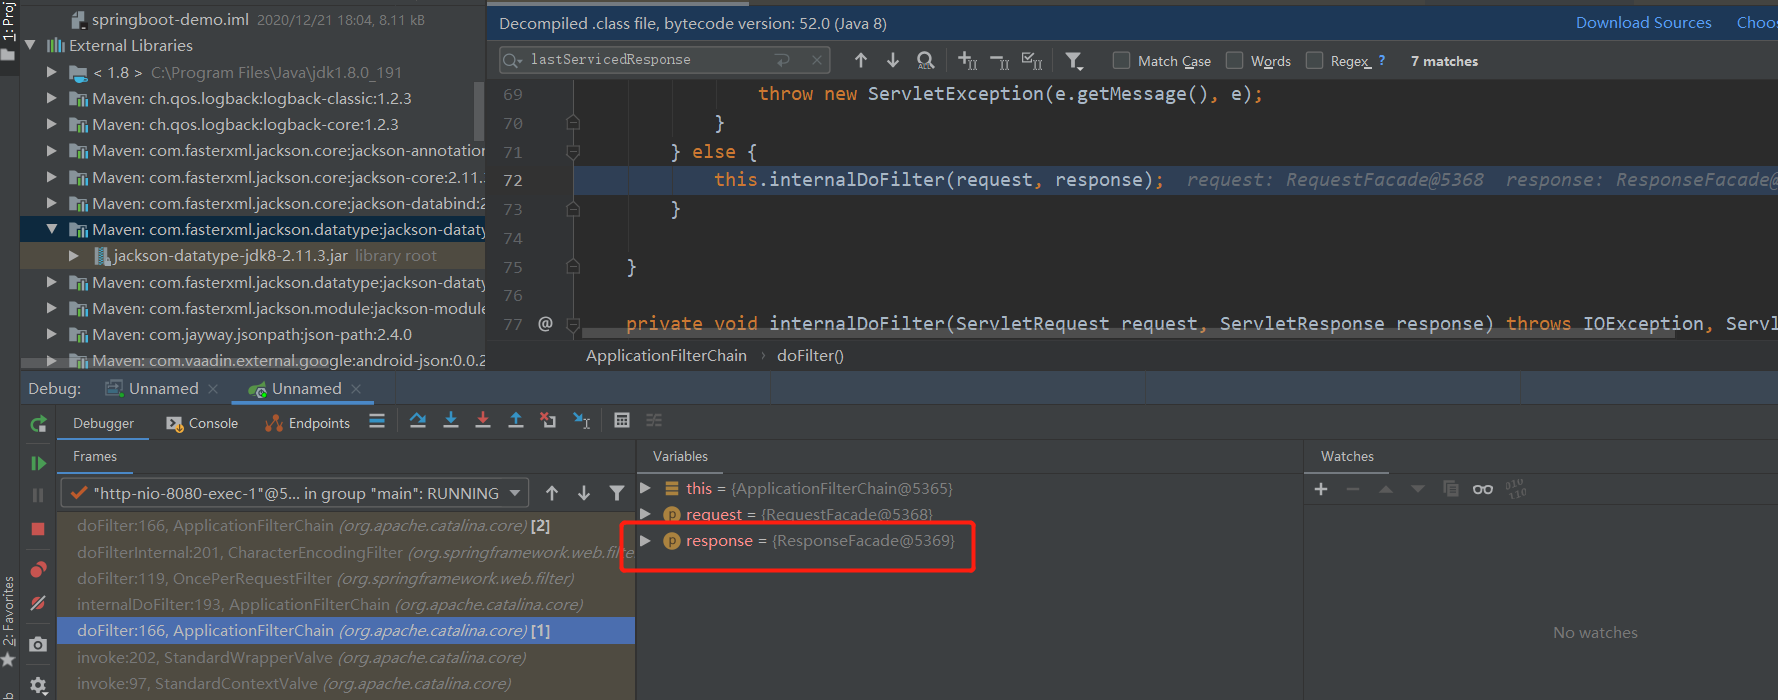 1: Proj
springboot-demo.iml 2020/12/21 18:04, 8.11 kB
External Libraries
< 1.8 > C:\Program Files\Java\jdk1.8.0_191
Maven: ch.qos.logback:logback-classic:1.2.3
Maven: ch.qos.logback:logback-core:1.2.3
Maven: com.fasterxml.jackson.core:jackson-annotation
Maven: com.fasterxml.jackson.core:jackson-core:2.11.
Maven: com.fasterxml.jackson.core:jackson-databind:2
Maven: com.fasterxml.jackson.datatype:jackson-dataty
jackson-datatype-jdk8-2.11.3.jar library root
Maven: com.fasterxml.jackson.datatype:jackson-dataty
Maven: com.fasterxml.jackson.module:jackson-module
Maven: com.jayway.jsonpath:json-path:2.4.0
Maven: com.vaadin.external.google:android-json:0.0.2
Decompiled .class file, bytecode version: 52.0 (Java 8) Download Sources Choos
lastServicedResponse Match Case Words Regex ? 7 matches
69 throw new ServletException(e.getMessage(), e);
70 }
71 } else {
72 this.internalDoFilter(request, response); request: RequestFacade@5368 response: ResponseFacade@
73 }
74
75 }
76
77 @ private void internalDoFilter(ServletRequest request, ServletResponse response) throws IOException, Servl
ApplicationFilterChain › doFilter()
Debug: Unnamed Unnamed
Debugger Console Endpoints
Frames
"http-nio-8080-exec-1"@5... in group "main": RUNNING
doFilter:166, ApplicationFilterChain (org.apache.catalina.core) [2]
doFilterInternal:201, CharacterEncodingFilter (org.springframework.web.filte
doFilter:119, OncePerRequestFilter (org.springframework.web.filter)
internalDoFilter:193, ApplicationFilterChain (org.apache.catalina.core)
doFilter:166, ApplicationFilterChain (org.apache.catalina.core) [1]
invoke:202, StandardWrapperValve (org.apache.catalina.core)
invoke:97, StandardContextValve (org.apache.catalina.core)
Variables
this = {ApplicationFilterChain@5365}
request = {RequestFacade@5368}
response = {ResponseFacade@5369}
Watches
No watches
2: Favorites